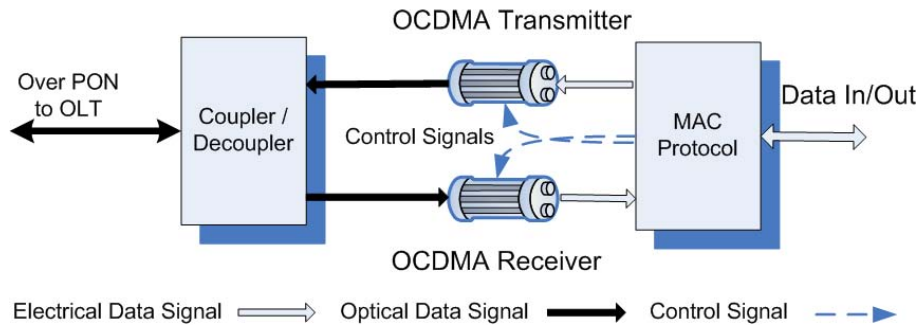 OCDMA Transmitter
Over PON
to OLT
Coupler /
Decoupler
Control Signals
MAC
Protocol
Data In/Out
OCDMA Receiver
Electrical Data Signal
Optical Data Signal
Control Signal